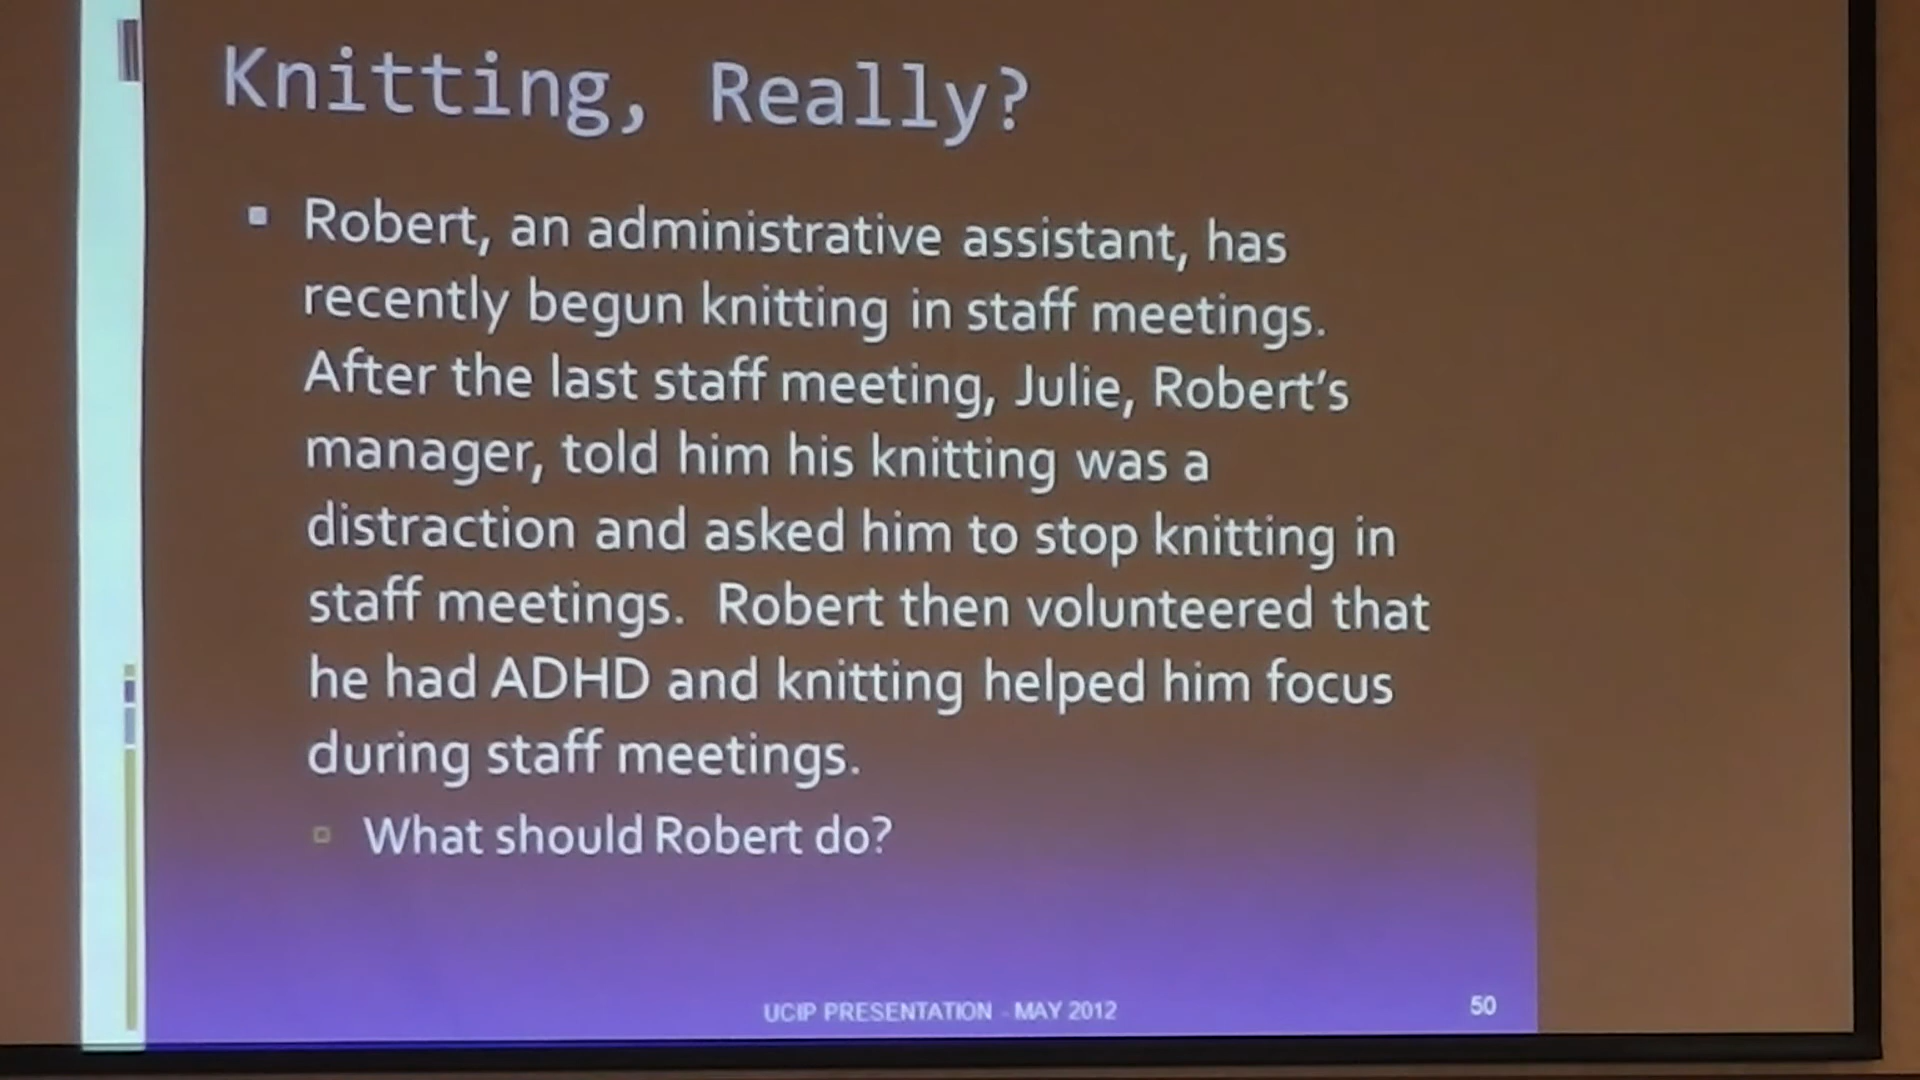 Knitting, Really?
Robert, an administrative assistant, has
recently begun knitting in staff meetings.
After the last staff meeting, Julie, Robert's
manager, told him his knitting was a
distraction and asked him to stop knitting in
staff meetings.  Robert then volunteered that
he had ADHD and knitting helped him focus
during staff meetings.
What should Robert do?
UCIP PRESENTATION - MAY 2012
50